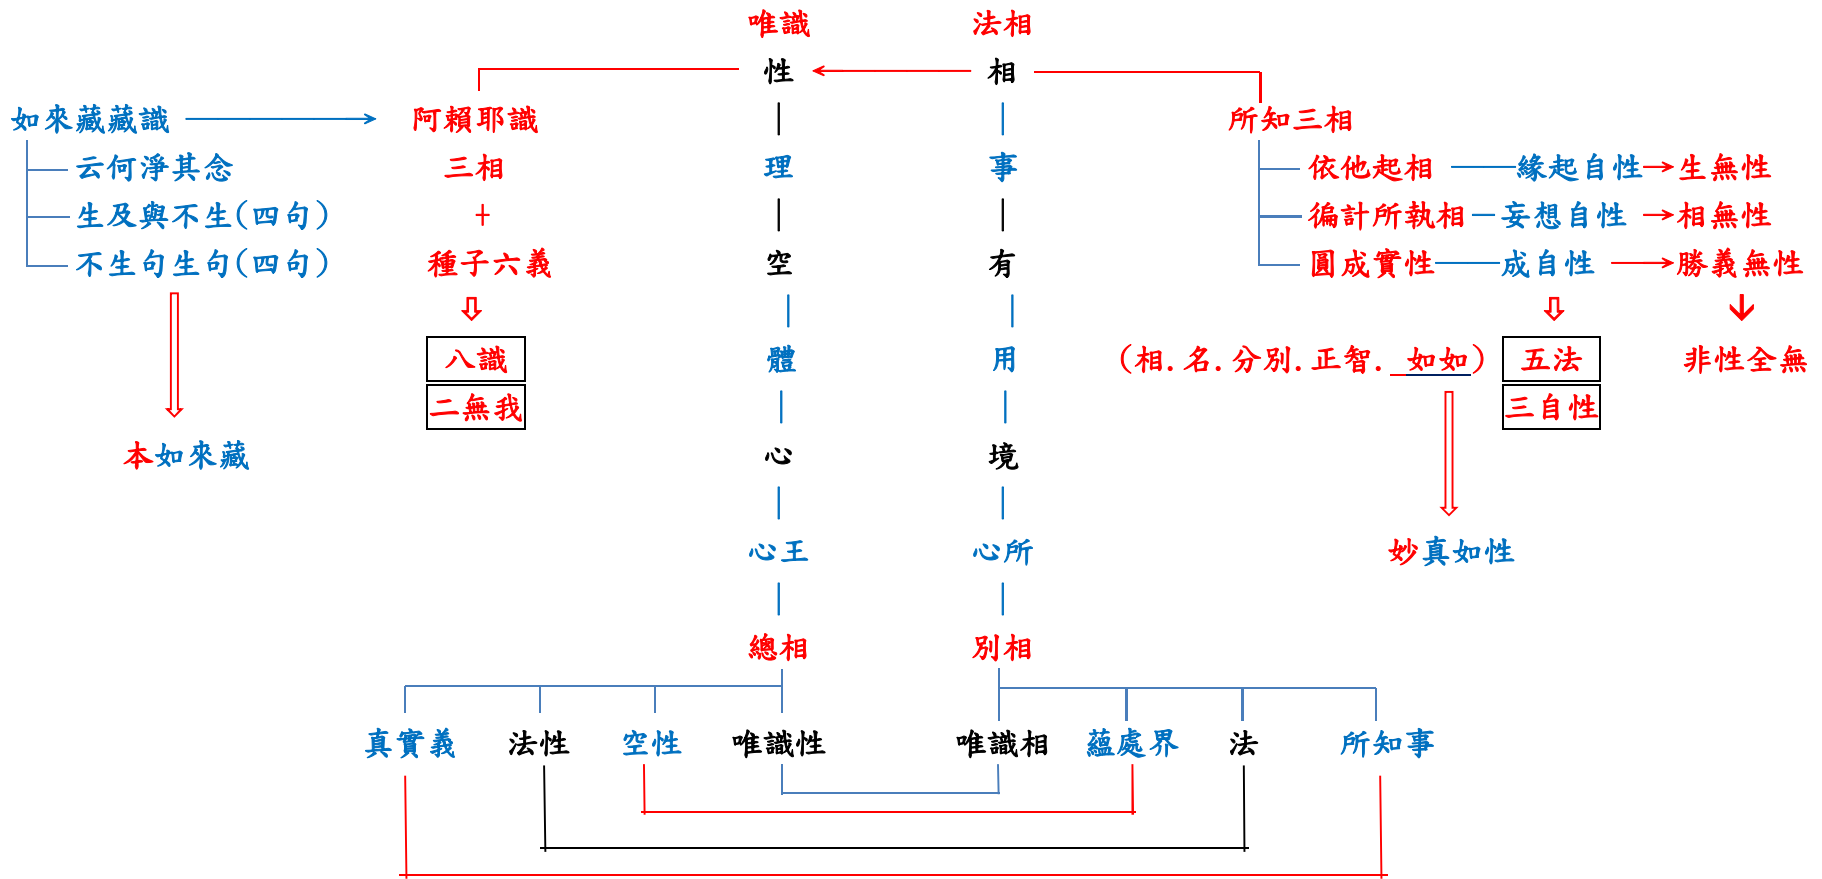 唯識 法相
性 相
如來藏藏識 阿賴耶識 所知三相
云何淨其念 三相 理 事 依他起相 緣起自性 生無性
生及與不生(四句) + 徧計所執相 妄想自性 相無性
不生句生句(四句) 種子六義 空 有 圓成實性 成自性 勝義無性
八識 體 用 (相.名.分別.正智. 如如) 五法 非性全無
二無我 三自性
本如來藏 心 境
心王 心所 妙真如性
總相 別相
真實義 法性 空性 唯識性 唯識相 蘊處界 法 所知事